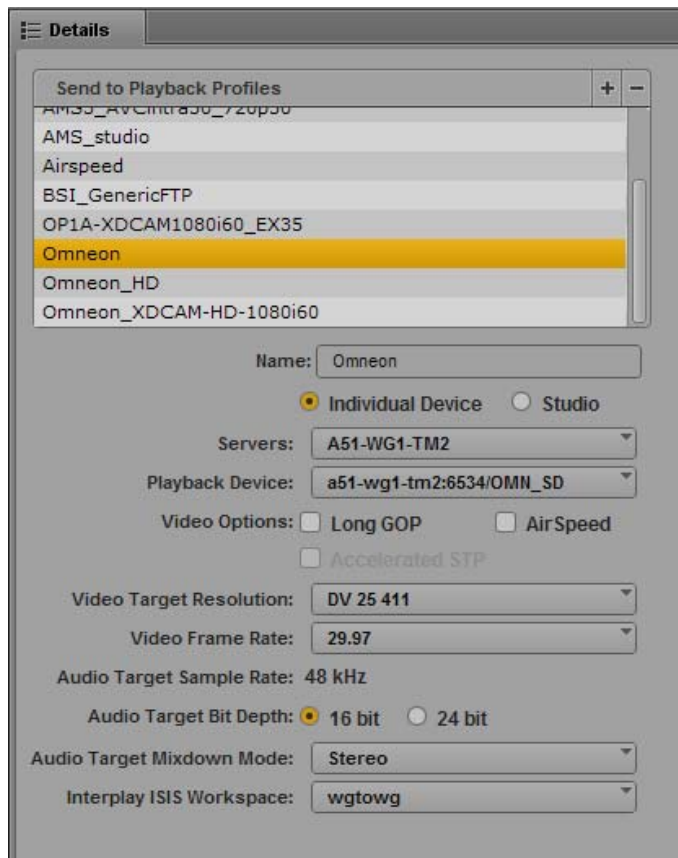 Details
Send to Playback Profiles + −
AMS_studio
Airspeed
BSI_GenericFTP
OP1A-XDCAM1080i60_EX35
Omneon
Omneon_HD
Omneon_XDCAM-HD-1080i60
Name: Omneon
Individual Device Studio
Servers: A51-WG1-TM2
Playback Device: a51-wg1-tm2:6534/OMN_SD
Video Options: Long GOP AirSpeed
Accelerated STP
Video Target Resolution: DV 25 411
Video Frame Rate: 29.97
Audio Target Sample Rate: 48 kHz
Audio Target Bit Depth: 16 bit 24 bit
Audio Target Mixdown Mode: Stereo
Interplay ISIS Workspace: wgtowg